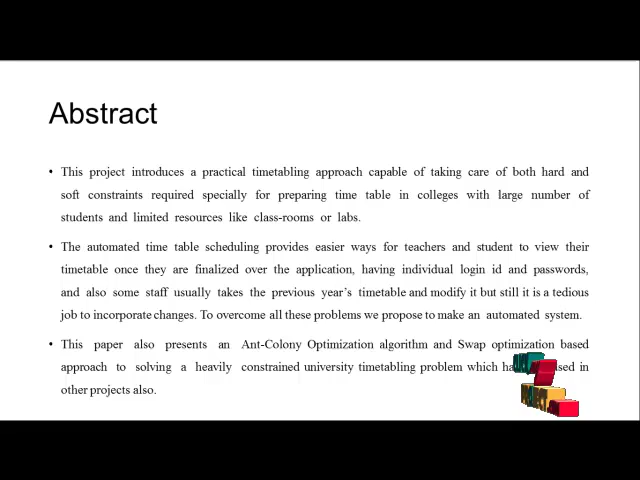 Abstract
• This project introduces a practical timetabling approach capable of taking care of both hard and
soft constraints required specially for preparing time table in colleges with large number of
students and limited resources like class-rooms or labs.
• The automated time table scheduling provides easier ways for teachers and student to view their
timetable once they are finalized over the application, having individual login id and passwords,
and also some staff usually takes the previous year's timetable and modify it but still it is a tedious
job to incorporate changes. To overcome all these problems we propose to make an automated system.
• This paper also presents an Ant-Colony Optimization algorithm and Swap optimization based
approach to solving a heavily constrained university timetabling problem which in
other projects also.